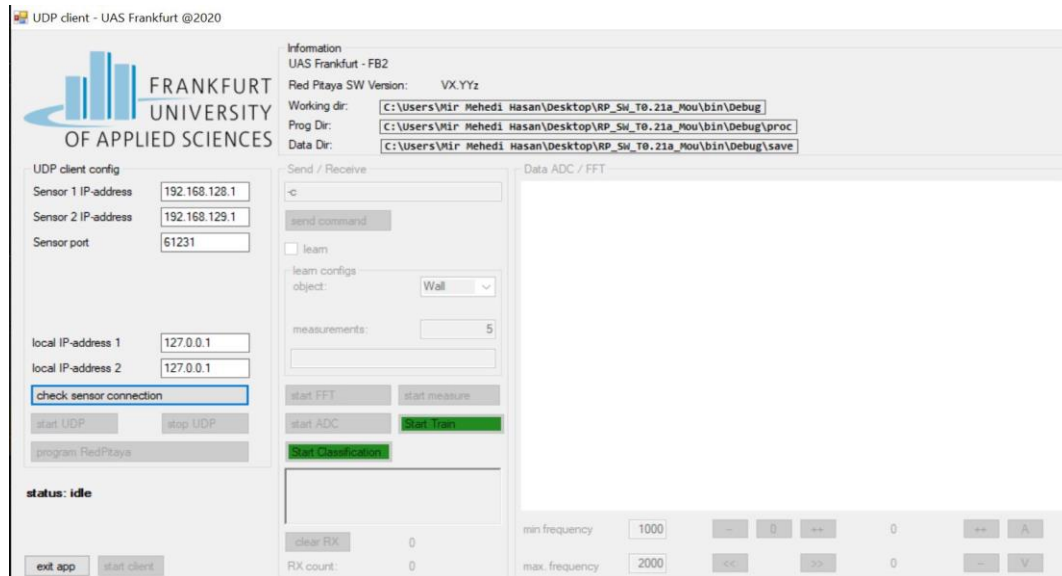 UDP client - UAS Frankfurt @2020
FRANKFURT
UNIVERSITY
OF APPLIED SCIENCES
Information
UAS Frankfurt - FB2
Red Pitaya SW Version: VX.YYz
Working dir: C:\Users\Mir Mehedi Hasan\Desktop\RP_SW_T0.21a_Mou\bin\Debug
Prog Dir: C:\Users\Mir Mehedi Hasan\Desktop\RP_SW_T0.21a_Mou\bin\Debug\proc
Data Dir: C:\Users\Mir Mehedi Hasan\Desktop\RP_SW_T0.21a_Mou\bin\Debug\save
UDP client config
Sensor 1 IP-address 192.168.128.1
Sensor 2 IP-address 192.168.129.1
Sensor port 61231
local IP-address 1 127.0.0.1
local IP-address 2 127.0.0.1
check sensor connection
start UDP stop UDP
program RedPitaya
status: idle
exit app start client
Send / Receive
-c
send command
learn
learn configs
object: Wall
measurements: 5
start FFT start measure
start ADC Start Train
Start Classification
clear RX 0
RX count: 0
Data ADC / FFT
min frequency 1000 -- 0 ++ 0 ++ A
max. frequency 2000 << >> 0 -- V